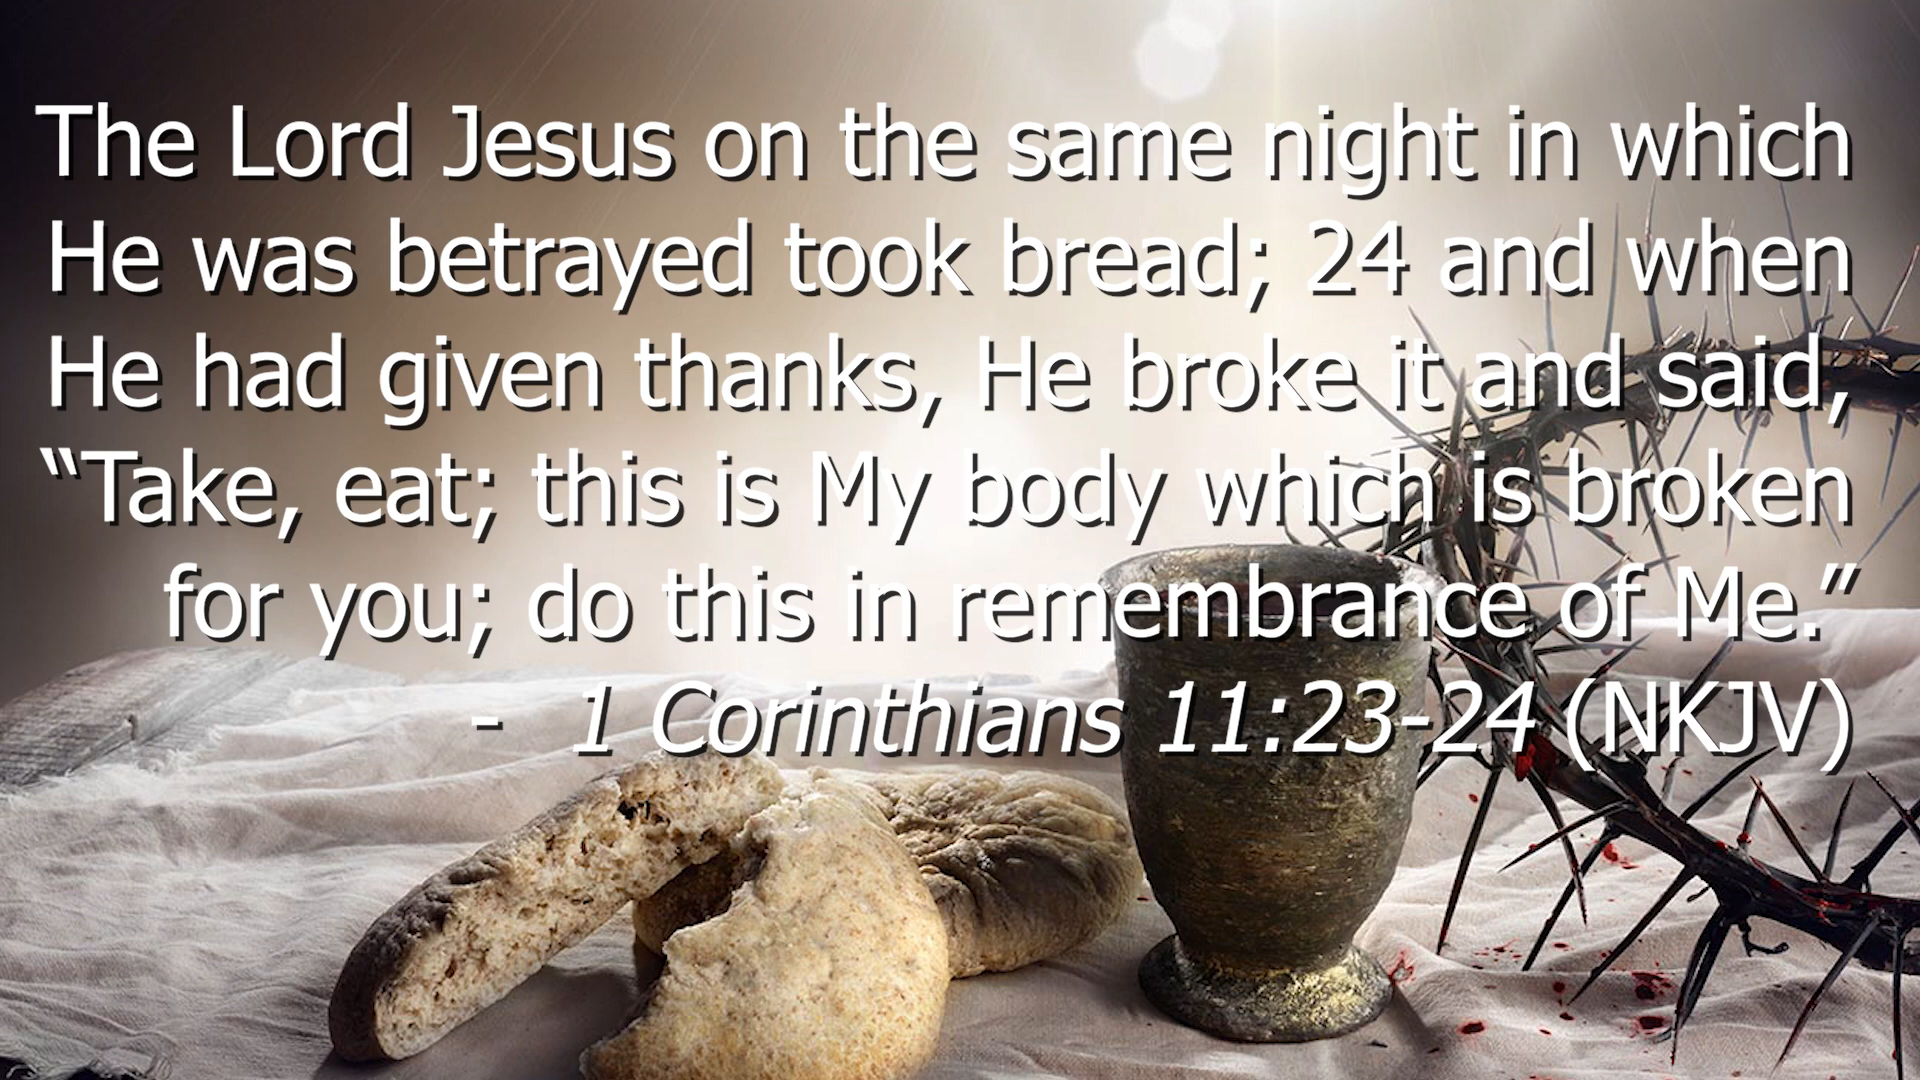 The Lord Jesus on the same night in which
He was betrayed took bread; 24 and when
He had given thanks, He broke it and said,
“Take, eat; this is My body which is broken
for you; do this in remembrance of Me.”
- 1 Corinthians 11:23-24 (NKJV)